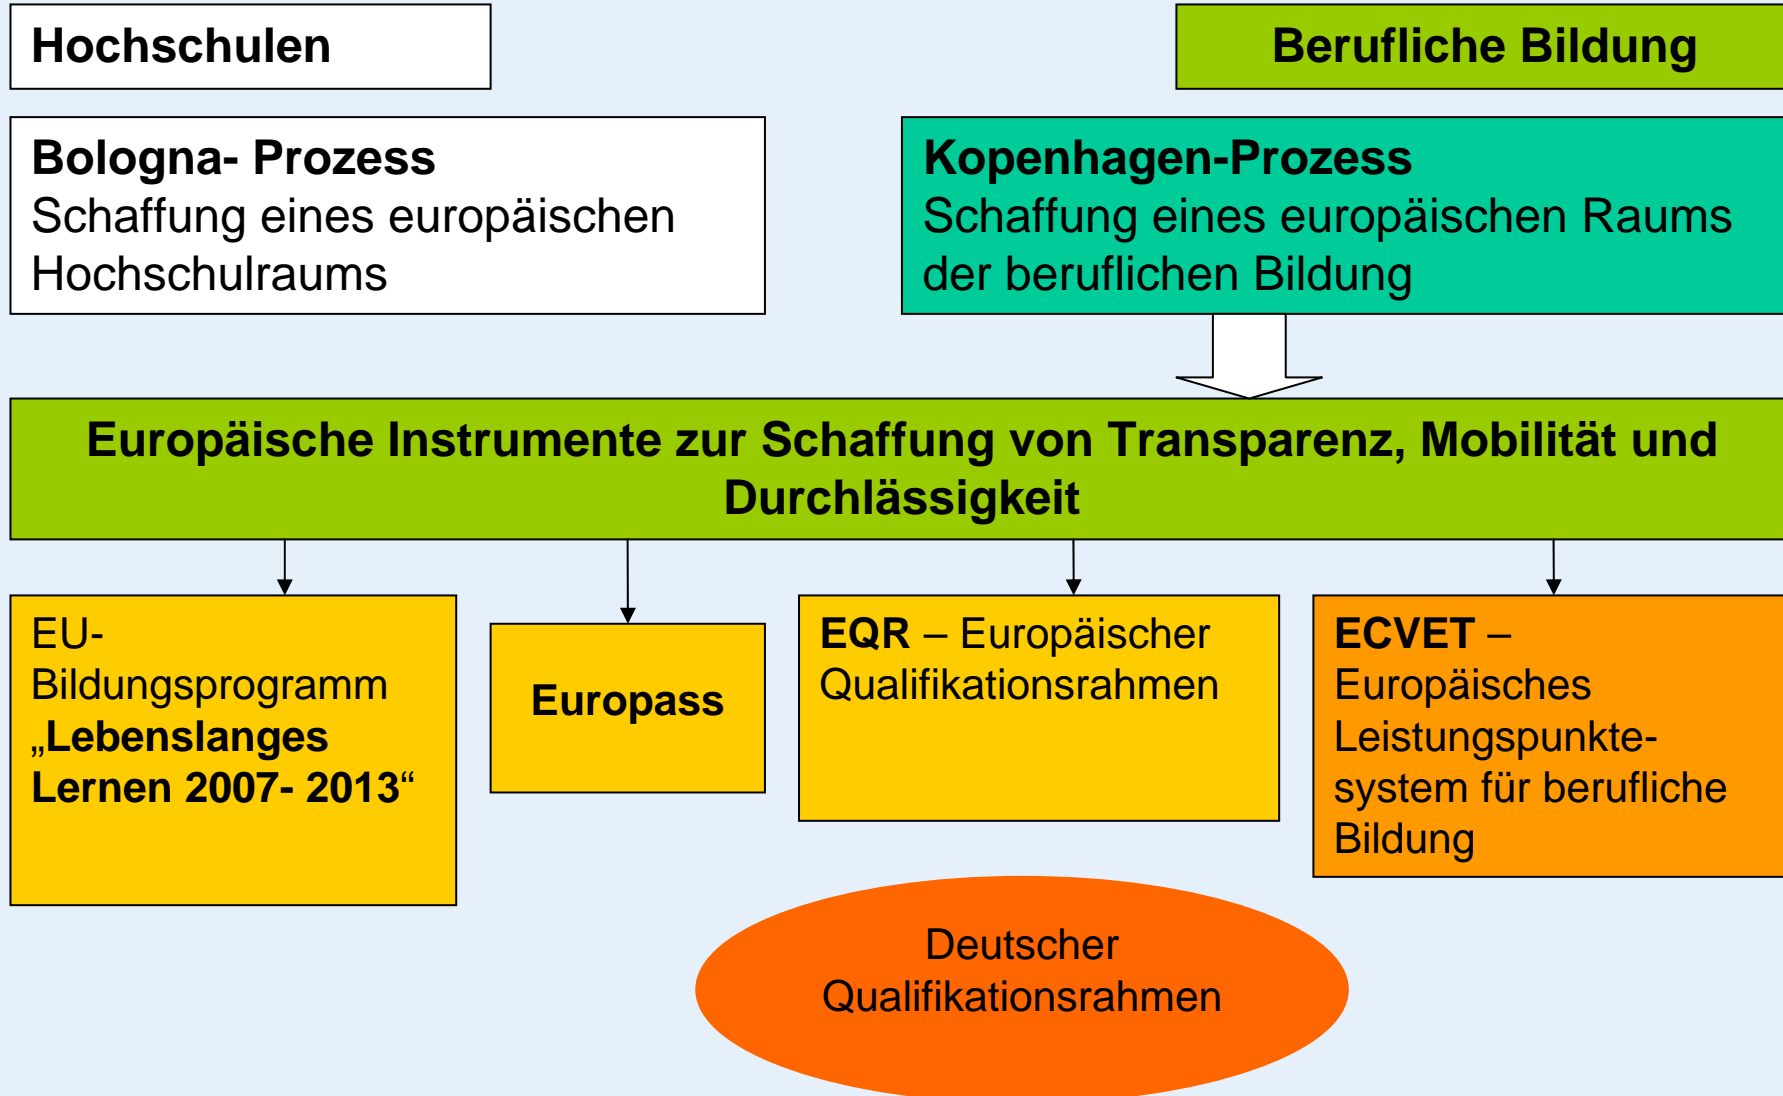 Hochschulen
Berufliche Bildung
Bologna- Prozess
Schaffung eines europäischen
Hochschulraums
Kopenhagen-Prozess
Schaffung eines europäischen Raums
der beruflichen Bildung
Europäische Instrumente zur Schaffung von Transparenz, Mobilität und
Durchlässigkeit
EU-
Bildungsprogramm
„Lebenslanges
Lernen 2007- 2013“
Europass
EQR – Europäischer
Qualifikationsrahmen
ECVET –
Europäisches
Leistungspunkte-
system für berufliche
Bildung
Deutscher
Qualifikationsrahmen